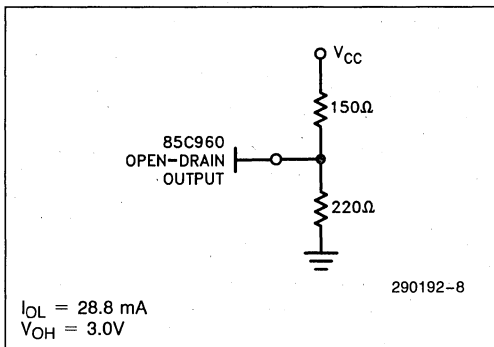 VCC
150Ω
85C960
OPEN-DRAIN
OUTPUT
220Ω
290192-8
IOL = 28.8 mA
VOH = 3.0V